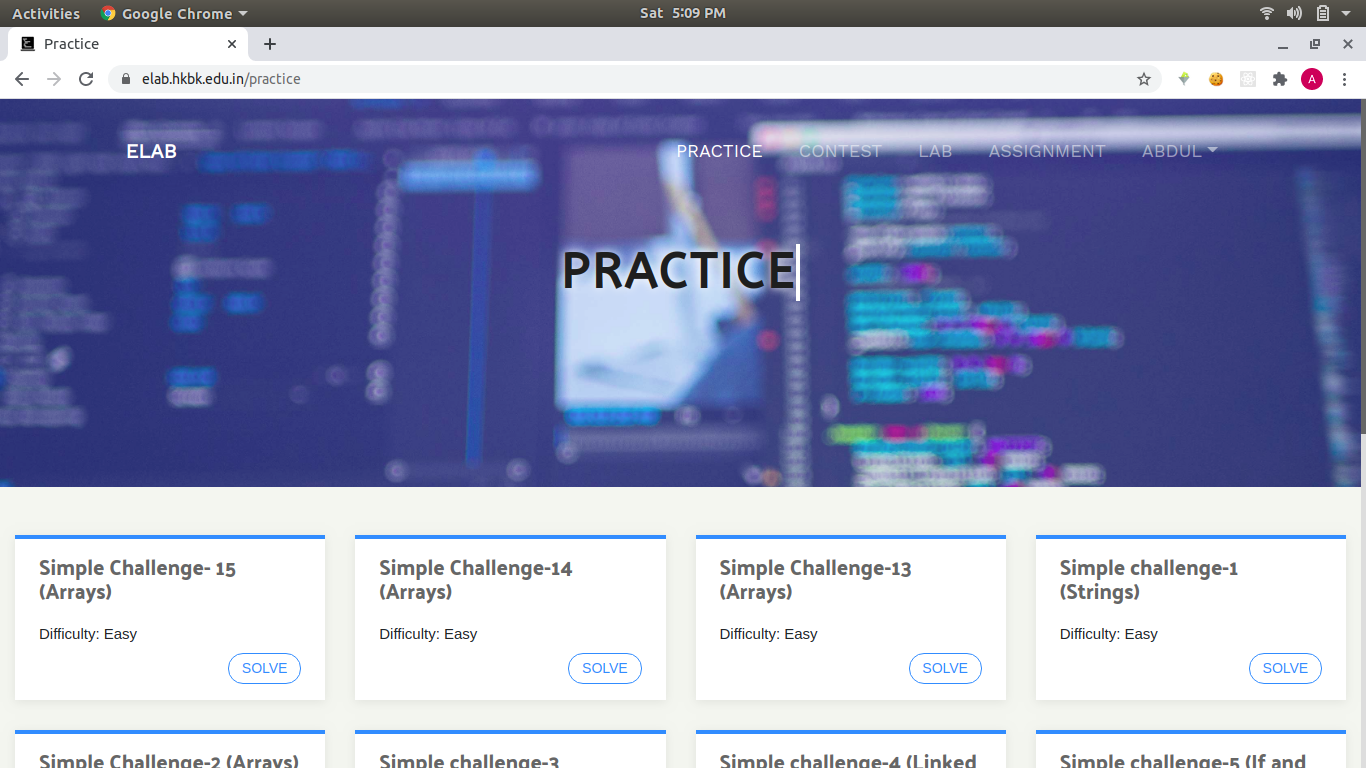 Activities Google Chrome Sat 5:09 PM
Practice
elab.hkbk.edu.in/practice A
ELAB PRACTICE CONTEST LAB ASSIGNMENT ABDUL
PRACTICE
Simple Challenge- 15
(Arrays)
Difficulty: Easy
SOLVE
Simple Challenge-14
(Arrays)
Difficulty: Easy
SOLVE
Simple Challenge-13
(Arrays)
Difficulty: Easy
SOLVE
Simple challenge-1
(Strings)
Difficulty: Easy
SOLVE
Simple Challenge-2 (Arrays)
Simple challenge-3
Simple challenge-4 (Linked
Simple challenge-5 (If and